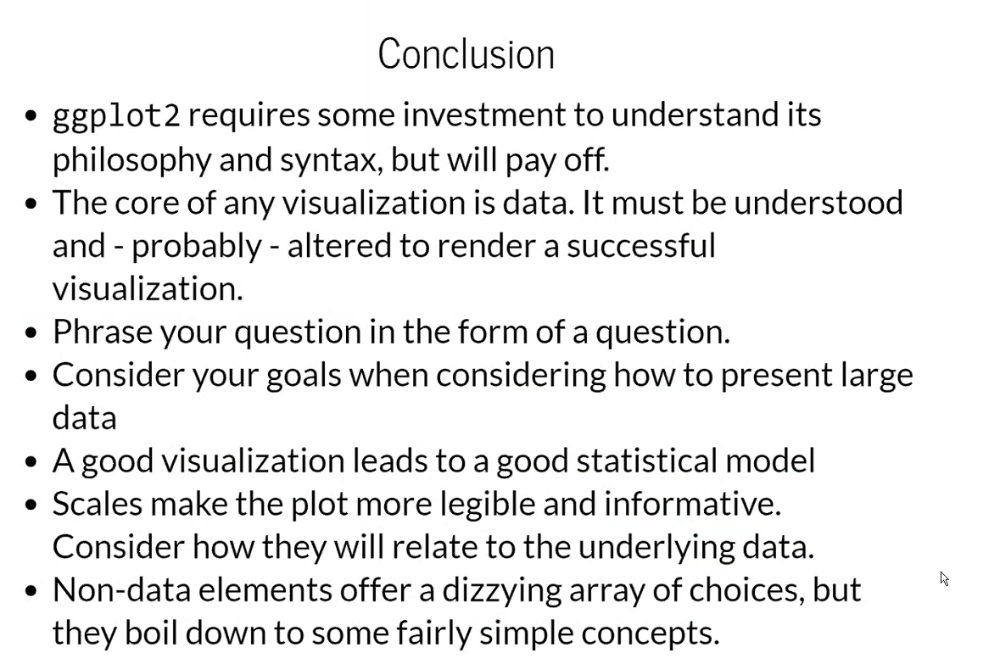 Conclusion
• ggplot2 requires some investment to understand its
philosophy and syntax, but will pay off.
• The core of any visualization is data. It must be understood
and - probably - altered to render a successful
visualization.
• Phrase your question in the form of a question.
• Consider your goals when considering how to present large
data
• A good visualization leads to a good statistical model
• Scales make the plot more legible and informative.
Consider how they will relate to the underlying data.
• Non-data elements offer a dizzying array of choices, but
they boil down to some fairly simple concepts.